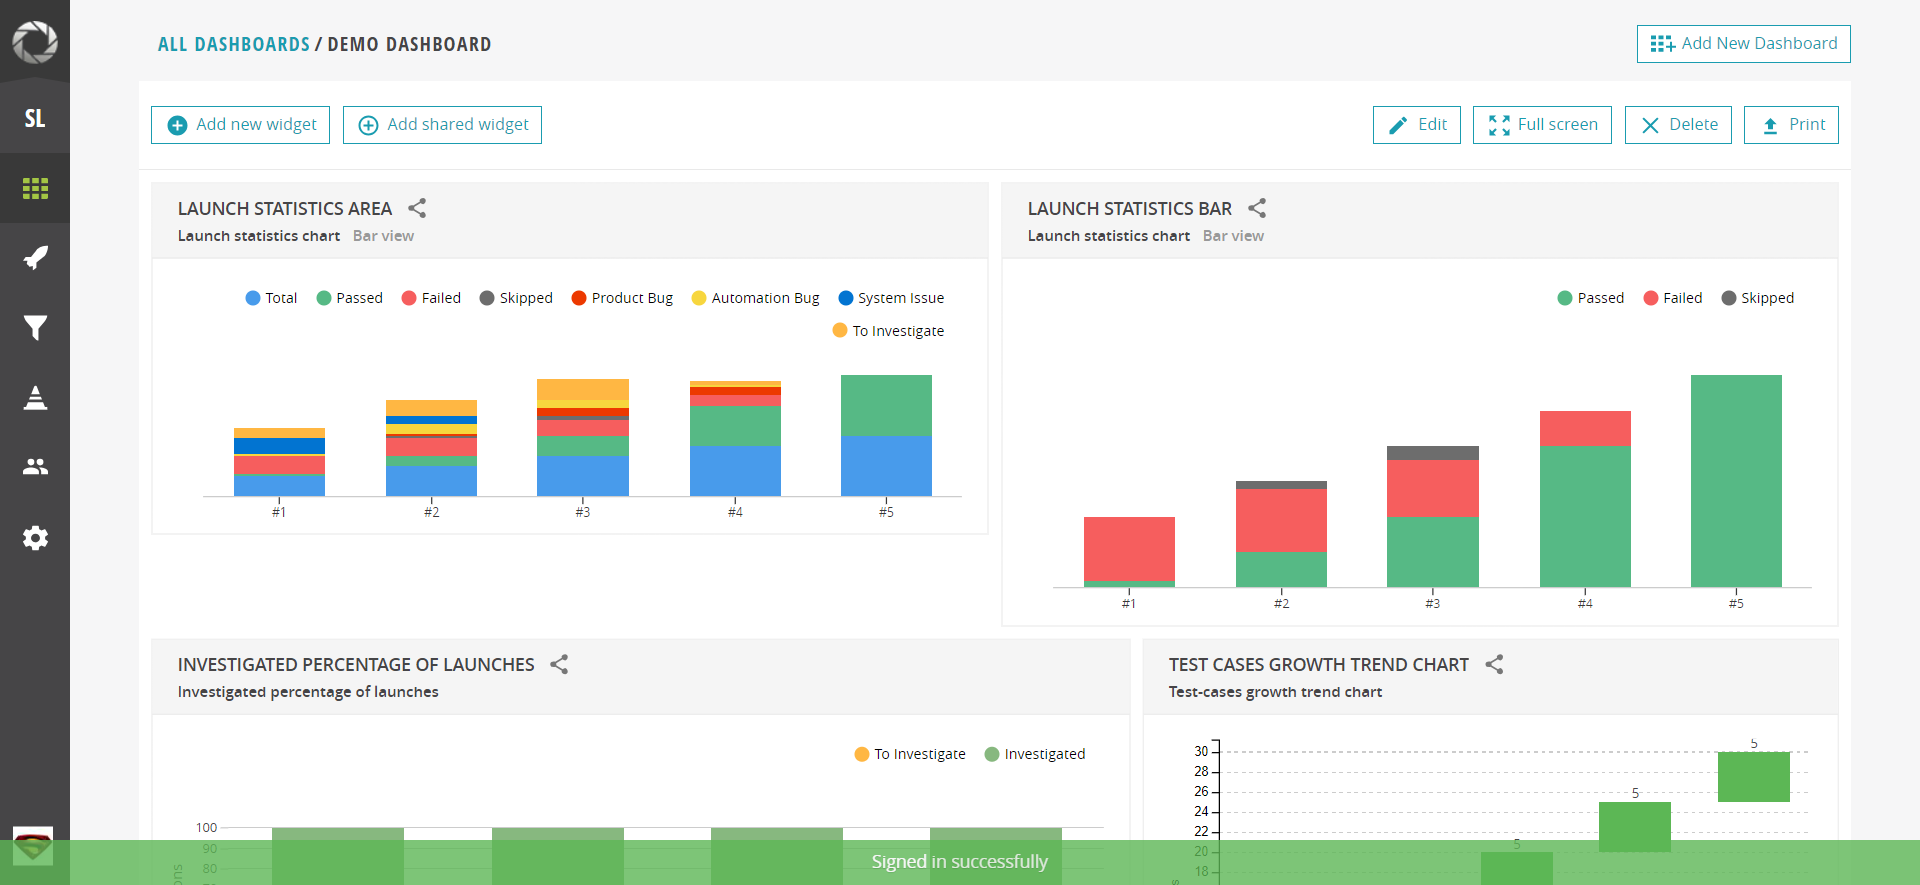 ALL DASHBOARDS / DEMO DASHBOARD
Add New Dashboard
SL
Add new widget
Add shared widget
Edit
Full screen
Delete
Print
LAUNCH STATISTICS AREA
Launch statistics chart Bar view
Total Passed Failed Skipped Product Bug Automation Bug System Issue
To Investigate
#1 #2 #3 #4 #5
LAUNCH STATISTICS BAR
Launch statistics chart Bar view
Passed Failed Skipped
#1 #2 #3 #4 #5
INVESTIGATED PERCENTAGE OF LAUNCHES
Investigated percentage of launches
To Investigate Investigated
100
90
80
TEST CASES GROWTH TREND CHART
Test-cases growth trend chart
30
28
26
24
22
20
18
5
5
5
Signed in successfully